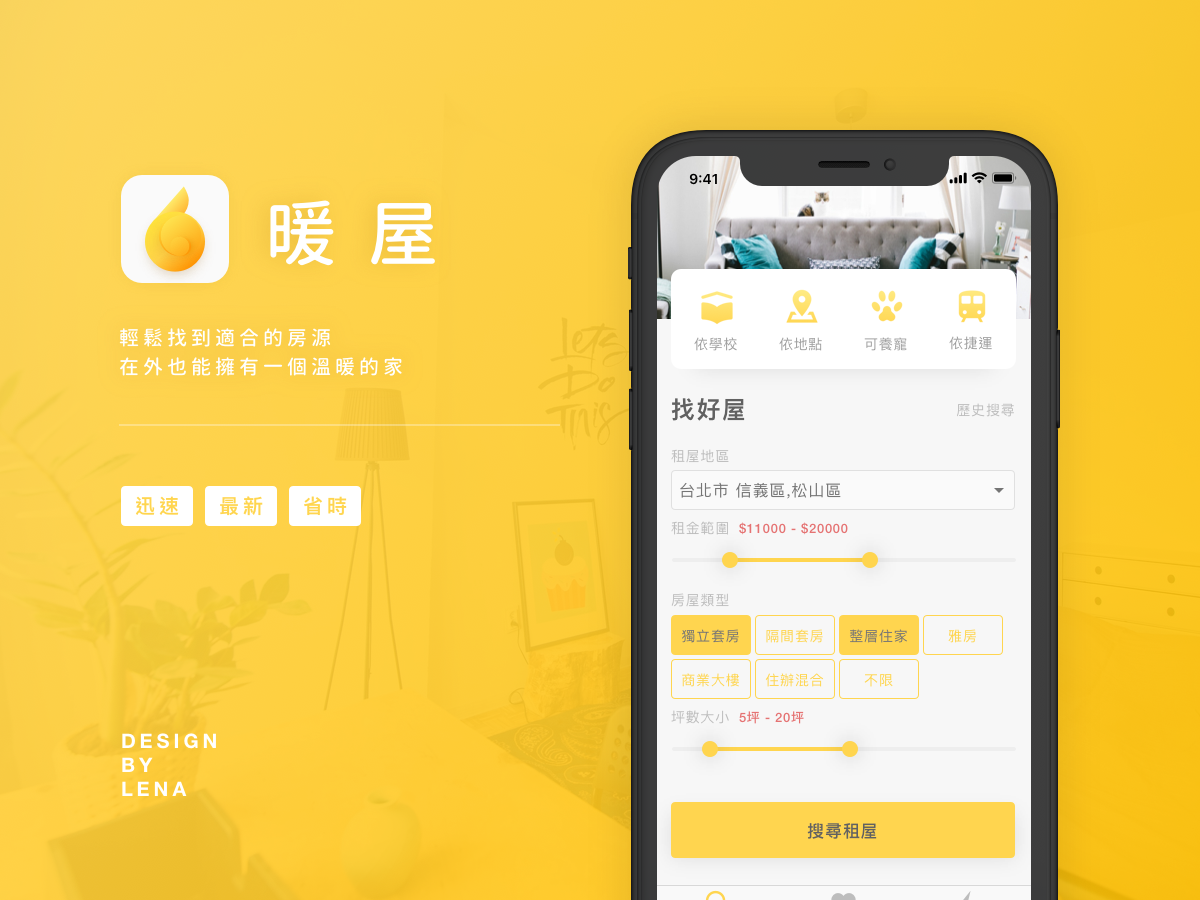 暖屋
輕鬆找到適合的房源
在外也能擁有一個溫暖的家
迅速 最新 省時
DESIGN
BY
LENA
Let's
Do
This
9:41
依學校 依地點 可養寵 依捷運
找好屋 歷史搜尋
租屋地區
台北市 信義區,松山區
租金範圍 $11000 - $20000
房屋類型
獨立套房 隔間套房 整層住家 雅房
商業大樓 住辦混合 不限
坪數大小 5坪 - 20坪
搜尋租屋